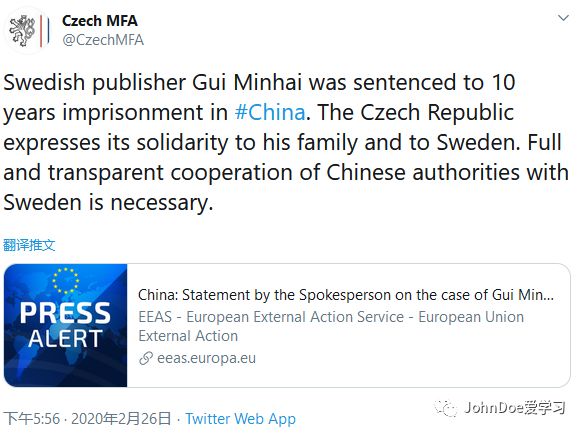 Czech MFA
@CzechMFA
Swedish publisher Gui Minhai was sentenced to 10
years imprisonment in #China. The Czech Republic
expresses its solidarity to his family and to Sweden. Full
and transparent cooperation of Chinese authorities with
Sweden is necessary.
翻译推文
PRESS
ALERT
China: Statement by the Spokesperson on the case of Gui Min...
EEAS - European External Action Service - European Union
External Action
eeas.europa.eu
下午5:56 · 2020年2月26日 · Twitter Web App
JohnDoe爱学习